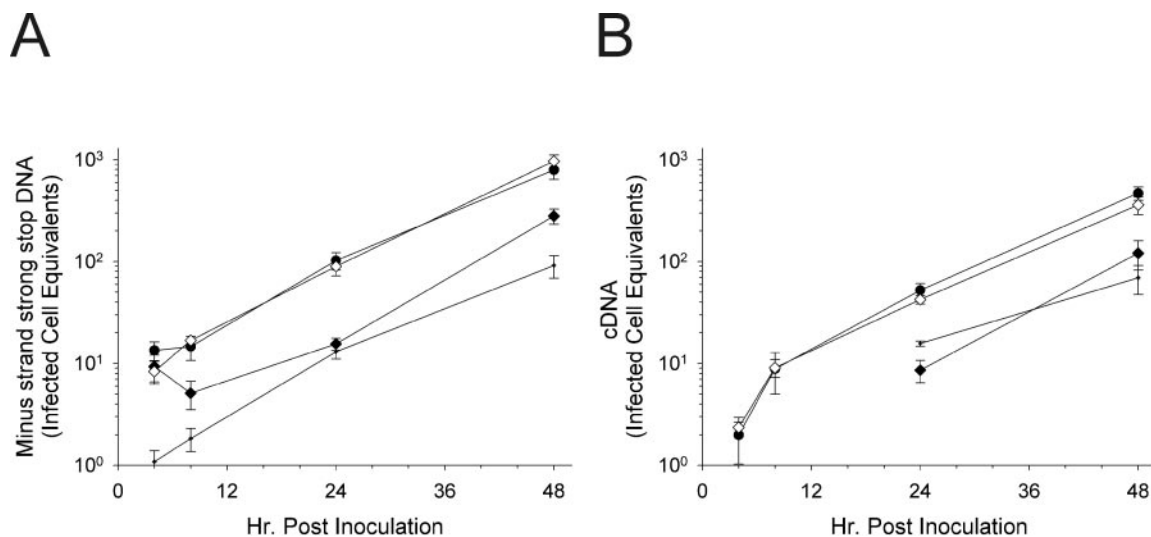 A
B
Minus strand strong stop DNA
(Infected Cell Equivalents)
10³
10²
10¹
10⁰
0 12 24 36 48
Hr. Post Inoculation
cDNA
(Infected Cell Equivalents)
10³
10²
10¹
10⁰
0 12 24 36 48
Hr. Post Inoculation